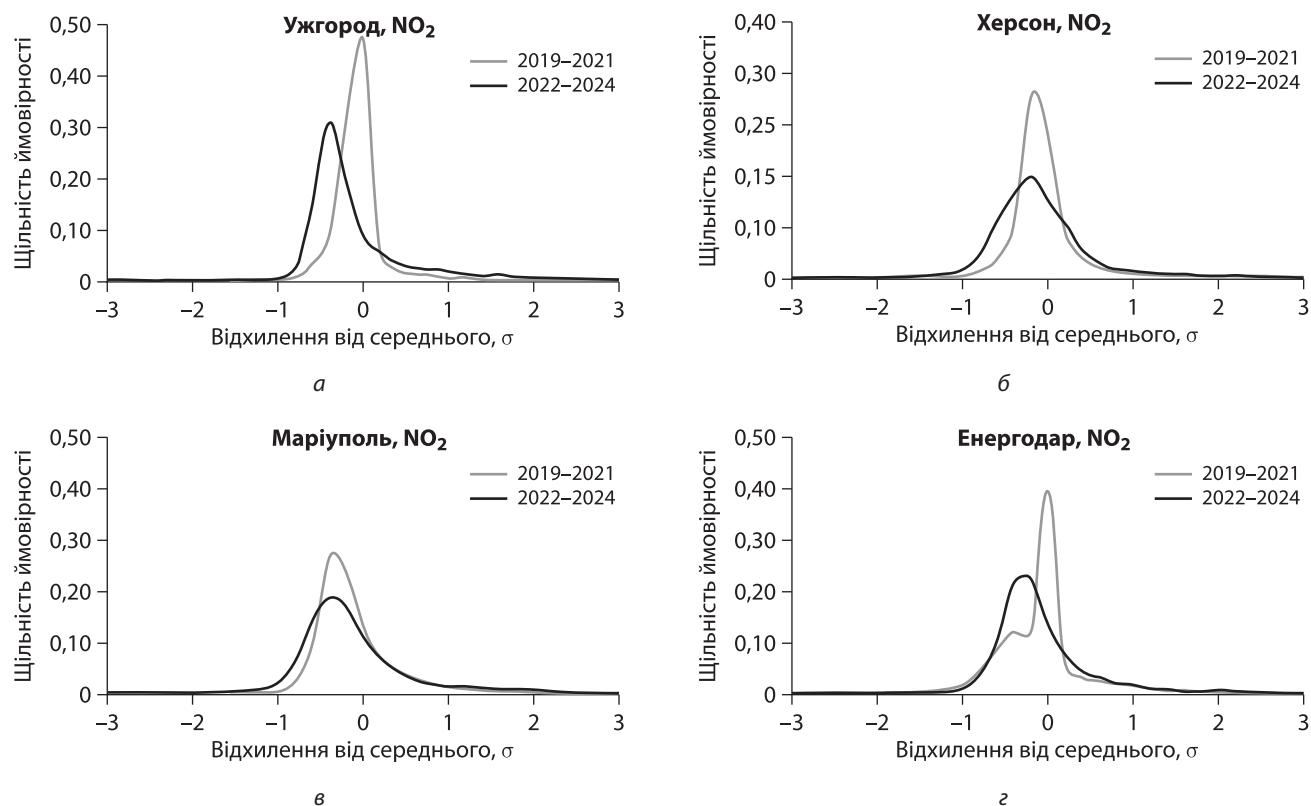 Ужгород, NO2
Щільність ймовірності
0,50
0,40
0,30
0,20
0,10
0
2019–2021
2022–2024
–3 –2 –1 0 1 2 3
Відхилення від середнього, σ
а
Херсон, NO2
Щільність ймовірності
0,40
0,30
0,25
0,15
0,10
0
2019–2021
2022–2024
–3 –2 –1 0 1 2 3
Відхилення від середнього, σ
б
Маріуполь, NO2
Щільність ймовірності
0,50
0,40
0,30
0,20
0,10
0
2019–2021
2022–2024
–3 –2 –1 0 1 2 3
Відхилення від середнього, σ
в
Енергодар, NO2
Щільність ймовірності
0,50
0,40
0,30
0,20
0,10
0
2019–2021
2022–2024
–3 –2 –1 0 1 2 3
Відхилення від середнього, σ
г